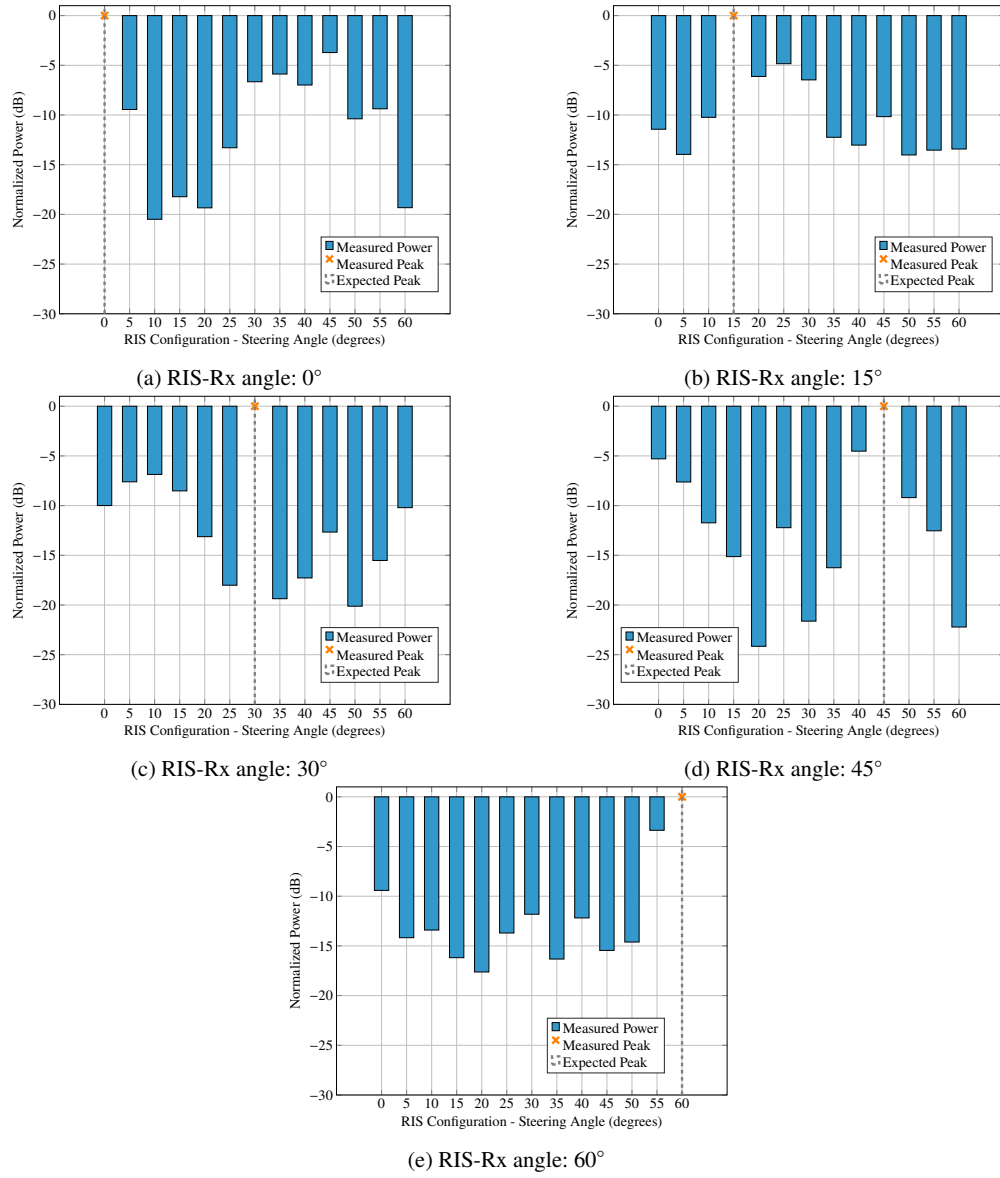 0
−5
−10
−15
−20
−25
−30
Normalized Power (dB)
Measured Power
Measured Peak
Expected Peak
0 5 10 15 20 25 30 35 40 45 50 55 60
RIS Configuration - Steering Angle (degrees)
(a) RIS-Rx angle: 0°
0
−5
−10
−15
−20
−25
−30
Normalized Power (dB)
Measured Power
Measured Peak
Expected Peak
0 5 10 15 20 25 30 35 40 45 50 55 60
RIS Configuration - Steering Angle (degrees)
(b) RIS-Rx angle: 15°
0
−5
−10
−15
−20
−25
−30
Normalized Power (dB)
Measured Power
Measured Peak
Expected Peak
0 5 10 15 20 25 30 35 40 45 50 55 60
RIS Configuration - Steering Angle (degrees)
(c) RIS-Rx angle: 30°
0
−5
−10
−15
−20
−25
−30
Normalized Power (dB)
Measured Power
Measured Peak
Expected Peak
0 5 10 15 20 25 30 35 40 45 50 55 60
RIS Configuration - Steering Angle (degrees)
(d) RIS-Rx angle: 45°
0
−5
−10
−15
−20
−25
−30
Normalized Power (dB)
Measured Power
Measured Peak
Expected Peak
0 5 10 15 20 25 30 35 40 45 50 55 60
RIS Configuration - Steering Angle (degrees)
(e) RIS-Rx angle: 60°